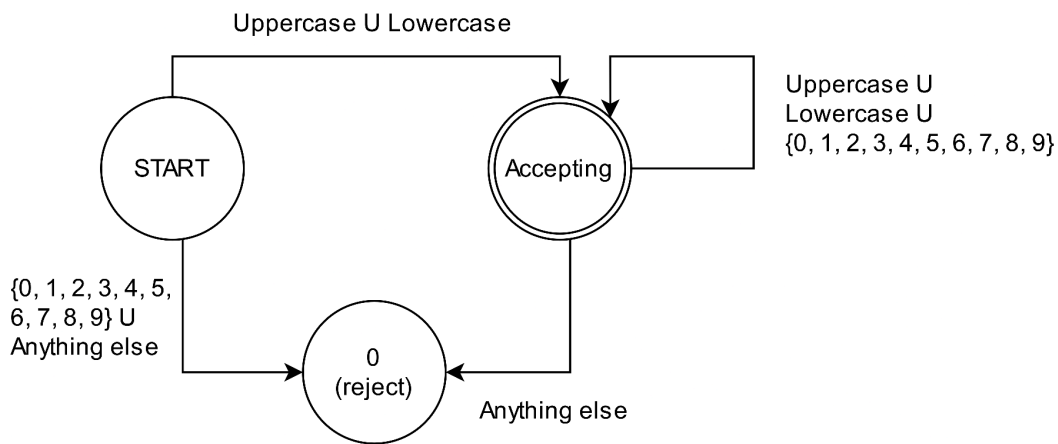 Uppercase U Lowercase
START
Accepting
Uppercase U
Lowercase U
{0, 1, 2, 3, 4, 5, 6, 7, 8, 9}
{0, 1, 2, 3, 4, 5,
6, 7, 8, 9} U
Anything else
0
(reject)
Anything else